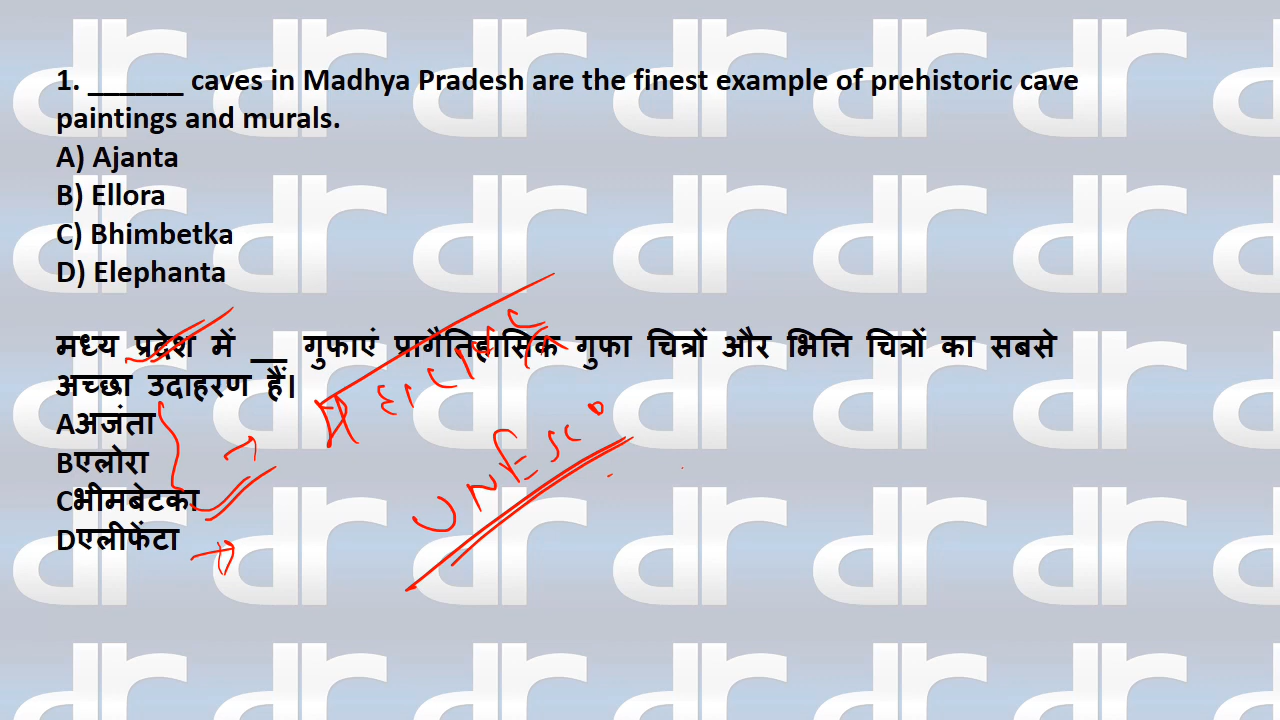 1. ______ caves in Madhya Pradesh are the finest example of prehistoric cave
paintings and murals.
A) Ajanta
B) Ellora
C) Bhimbetka
D) Elephanta
मध्य प्रदेश में __ गुफाएं प्रागैतिहासिक गुफा चित्रों और भित्ति चित्रों का सबसे
अच्छा उदाहरण हैं।
Aअजंता
Bएलोरा
Cभीमबेटका
Dएलीफेंटा
UNESCO